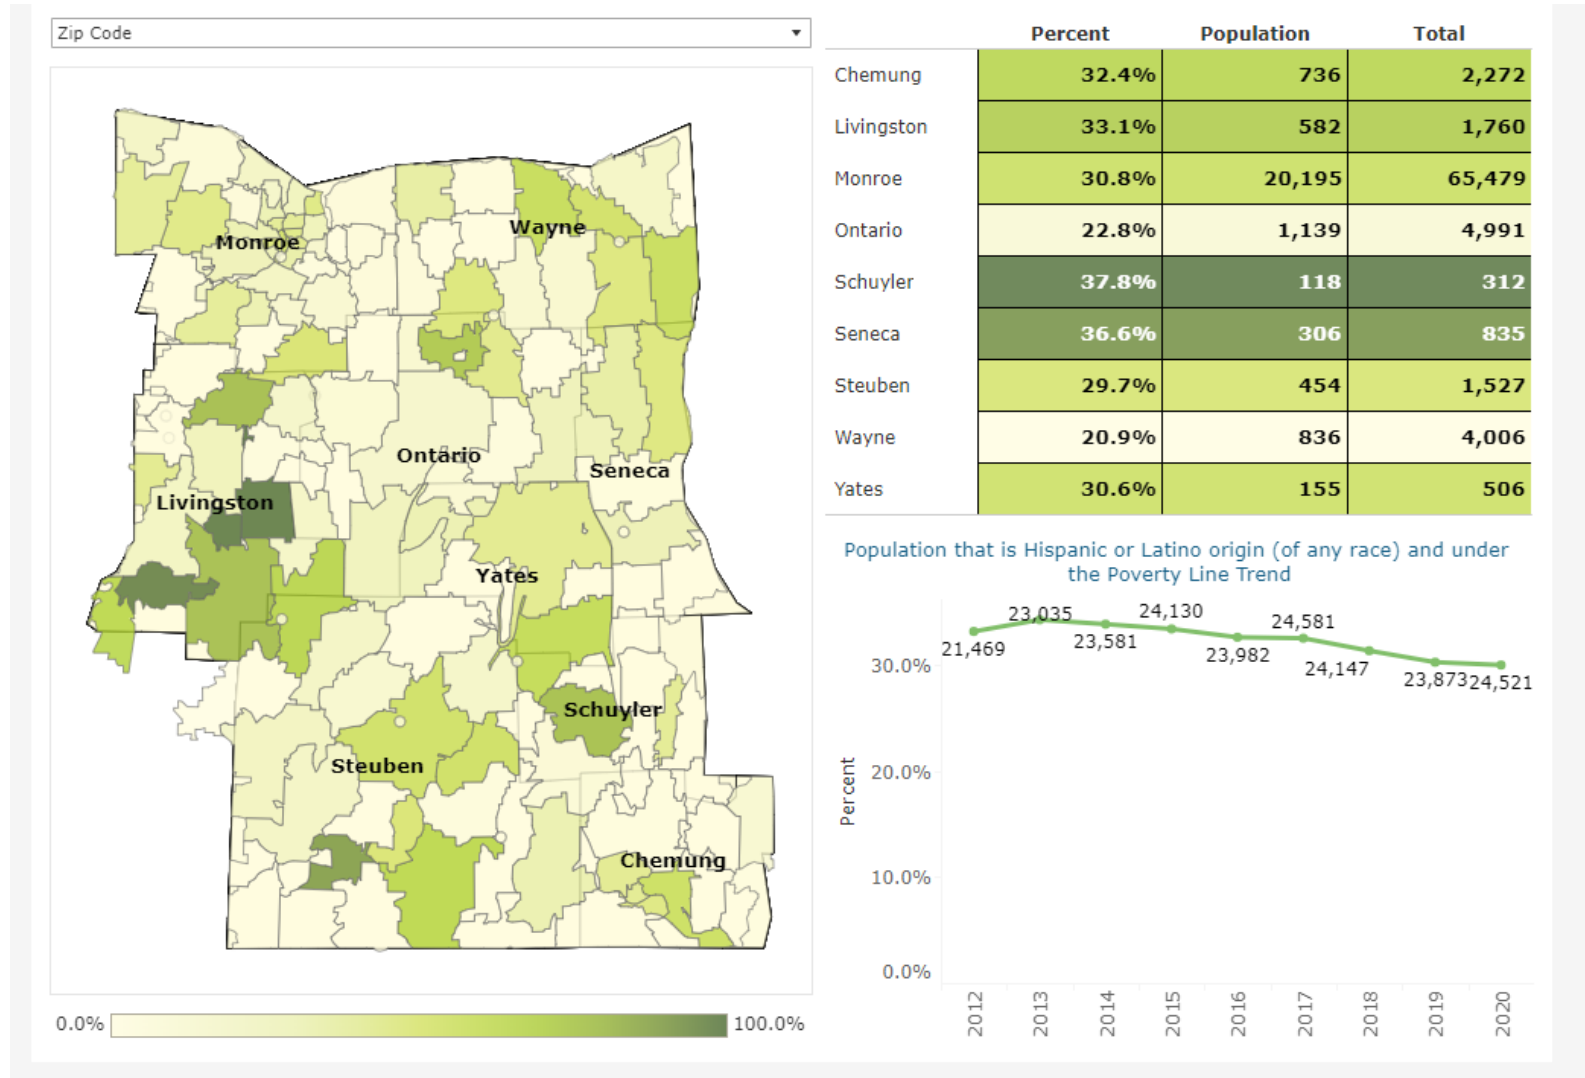 Zip Code
Monroe
Wayne
Ontario
Seneca
Livingston
Yates
Schuyler
Steuben
Chemung
0.0%
100.0%
Percent Population Total
Chemung 32.4% 736 2,272
Livingston 33.1% 582 1,760
Monroe 30.8% 20,195 65,479
Ontario 22.8% 1,139 4,991
Schuyler 37.8% 118 312
Seneca 36.6% 306 835
Steuben 29.7% 454 1,527
Wayne 20.9% 836 4,006
Yates 30.6% 155 506
Population that is Hispanic or Latino origin (of any race) and under
the Poverty Line Trend
21,469
23,035
23,581
24,130
23,982
24,581
24,147
23,873
24,521
Percent
30.0%
20.0%
10.0%
0.0%
2012
2013
2014
2015
2016
2017
2018
2019
2020